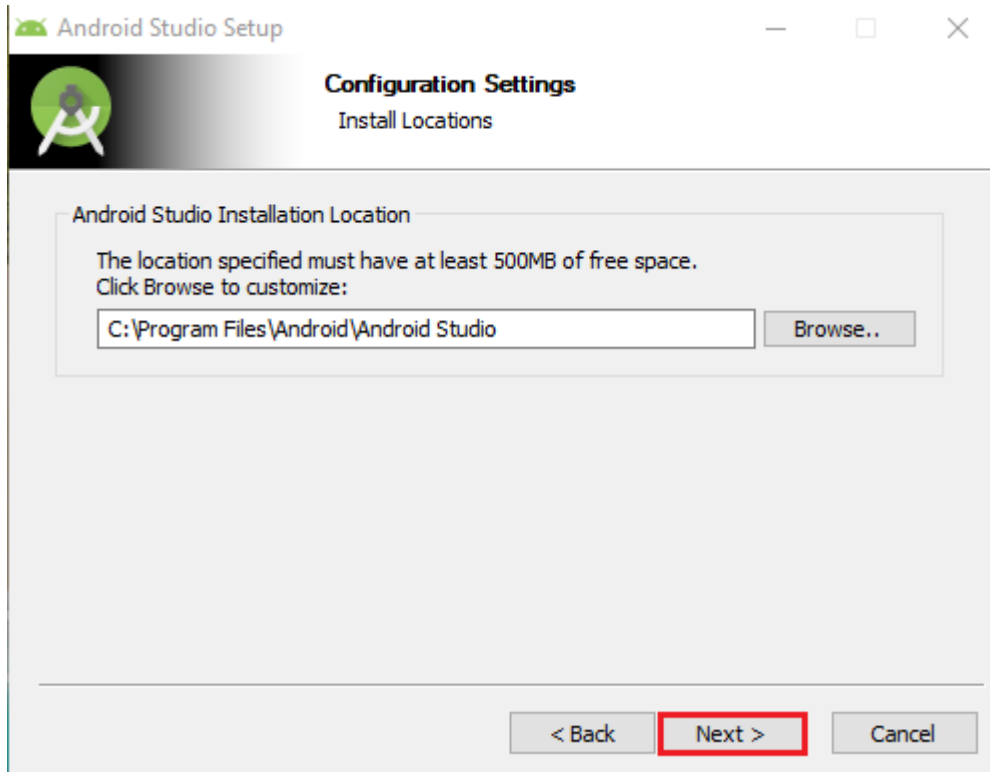 Android Studio Setup
Configuration Settings
Install Locations
Android Studio Installation Location
The location specified must have at least 500MB of free space.
Click Browse to customize:
C:\Program Files\Android\Android Studio
Browse..
< Back
Next >
Cancel